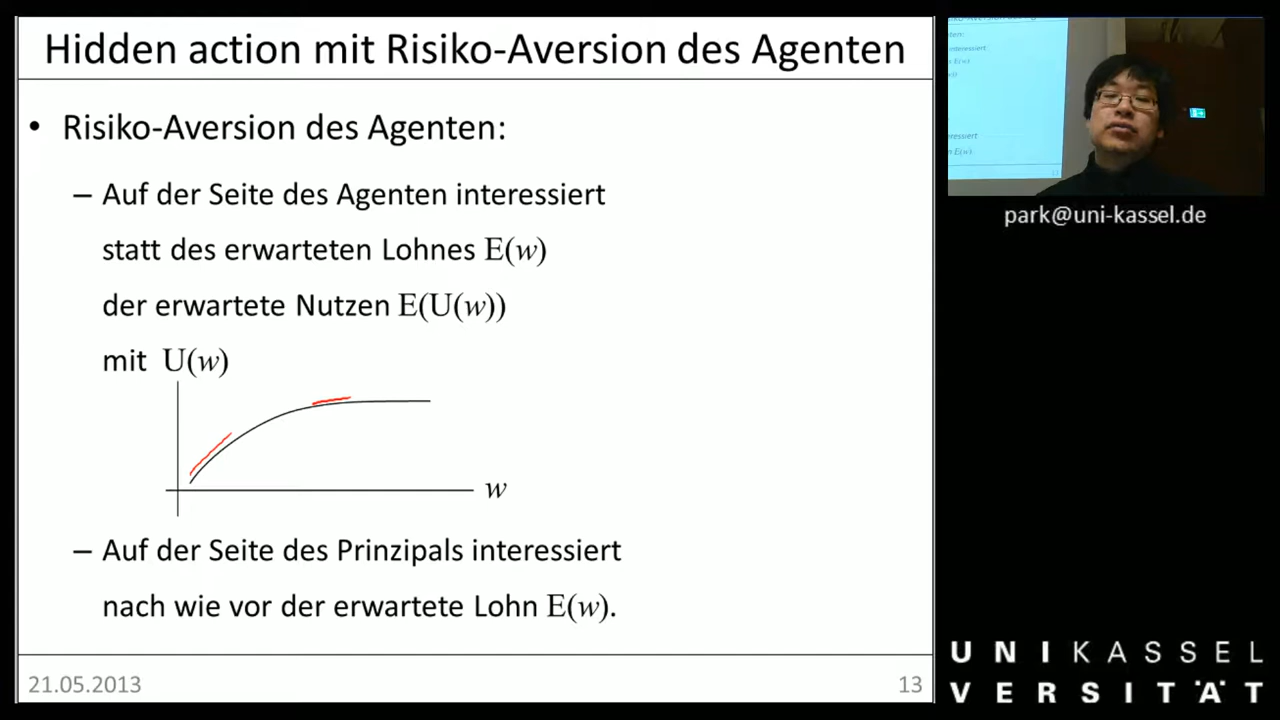 Hidden action mit Risiko-Aversion des Agenten
• Risiko-Aversion des Agenten:
– Auf der Seite des Agenten interessiert
statt des erwarteten Lohnes E(w)
der erwartete Nutzen E(U(w))
mit U(w)
w
– Auf der Seite des Prinzipals interessiert
nach wie vor der erwartete Lohn E(w).
21.05.2013
13
park@uni-kassel.de
UNIKASSEL
VERSITÄT